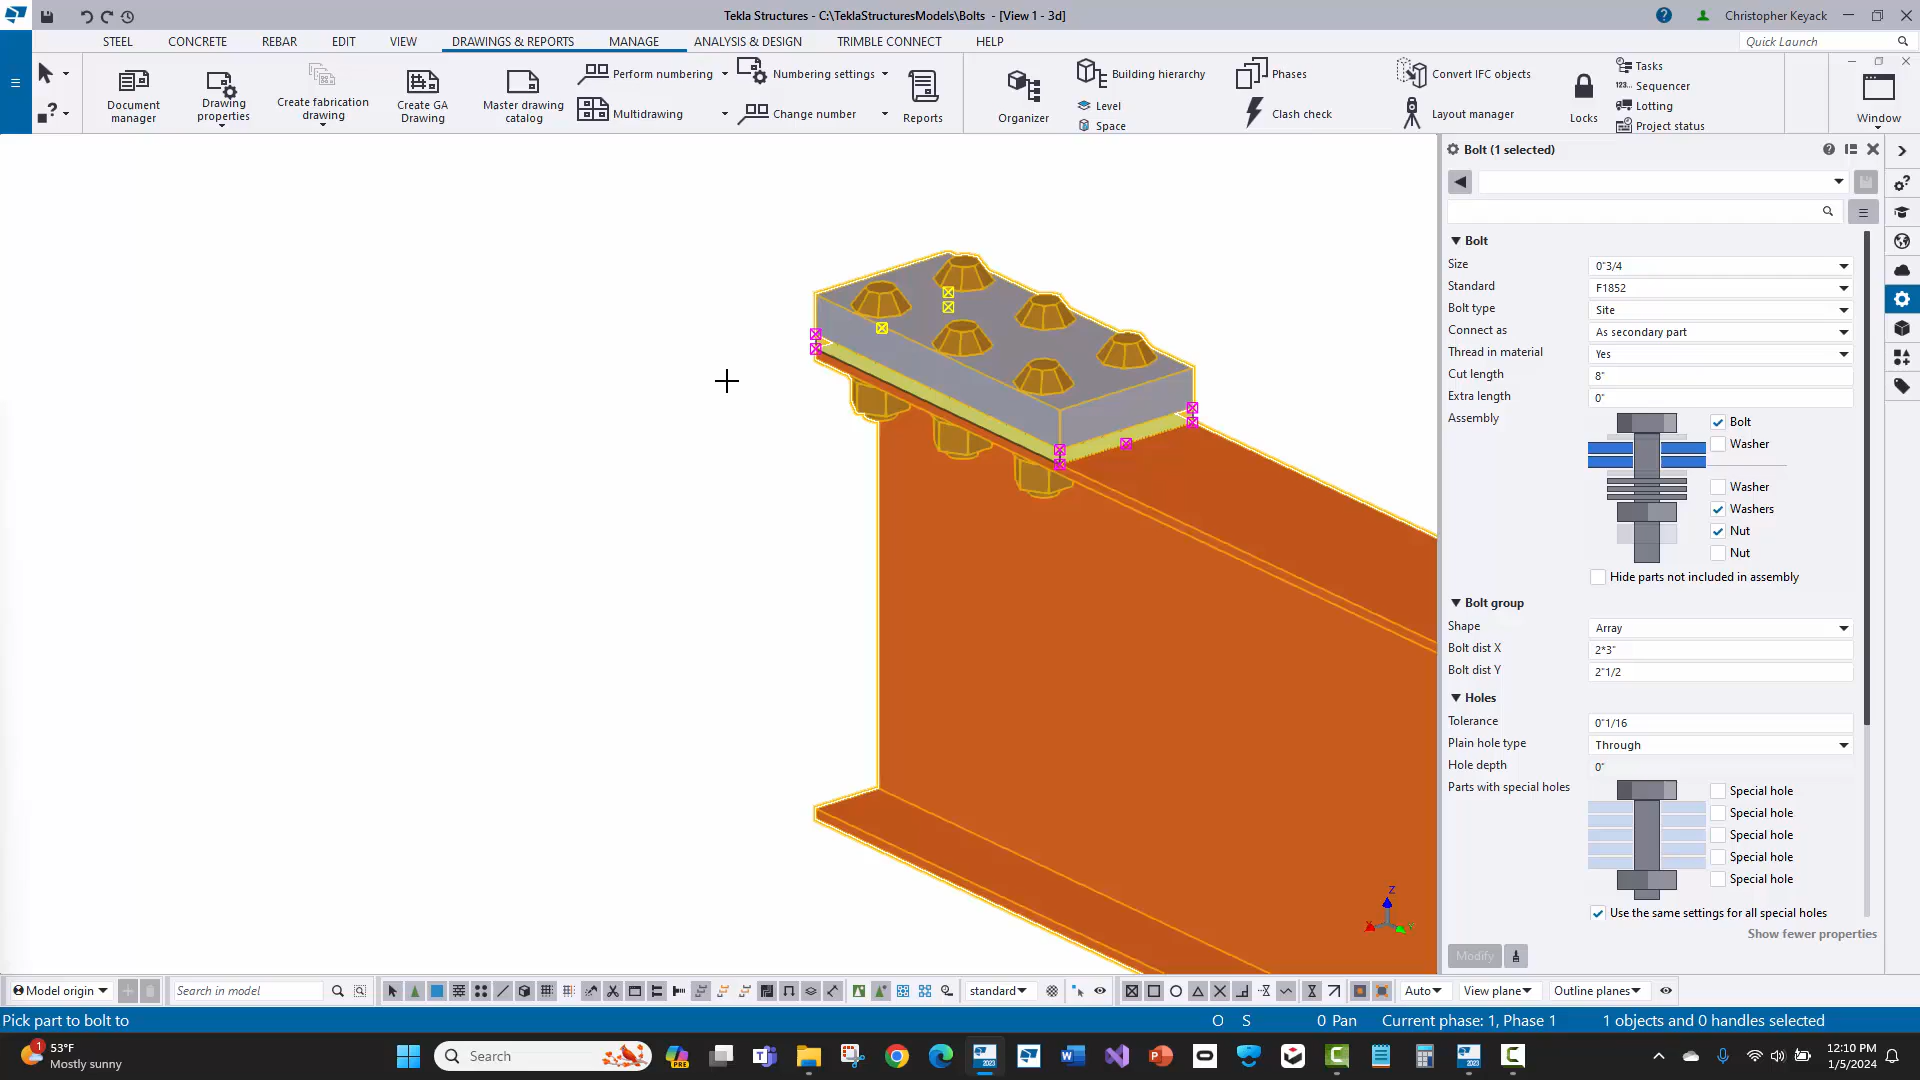 Tekla Structures - C:\TeklaStructuresModels\Bolts - [View 1 - 3d]
Christopher Keyack
STEEL CONCRETE REBAR EDIT VIEW DRAWINGS & REPORTS MANAGE ANALYSIS & DESIGN TRIMBLE CONNECT HELP
Quick Launch
Document manager
Drawing properties
Create fabrication drawing
Create GA Drawing
Master drawing catalog
Perform numbering
Multidrawing
Numbering settings
Change number
Reports
Organizer
Building hierarchy
Level
Space
Phases
Clash check
Convert IFC objects
Layout manager
Locks
Tasks
Sequencer
Lotting
Project status
Window
Bolt (1 selected)
Bolt
Size 0"3/4
Standard F1852
Bolt type Site
Connect as As secondary part
Thread in material Yes
Cut length 8"
Extra length 0"
Assembly
Bolt
Washer
Washer
Washers
Nut
Nut
Hide parts not included in assembly
Bolt group
Shape Array
Bolt dist X 2*3"
Bolt dist Y 2"1/2
Holes
Tolerance 0"1/16
Plain hole type Through
Hole depth 0"
Parts with special holes
Special hole
Special hole
Special hole
Special hole
Special hole
Use the same settings for all special holes
Show fewer properties
Modify
Z
Model origin
Search in model
standard
Auto
View plane
Outline planes
Pick part to bolt to
O S 0 Pan Current phase: 1, Phase 1 1 objects and 0 handles selected
1
53°F
Mostly sunny
Search
PRE
12:10 PM
1/5/2024